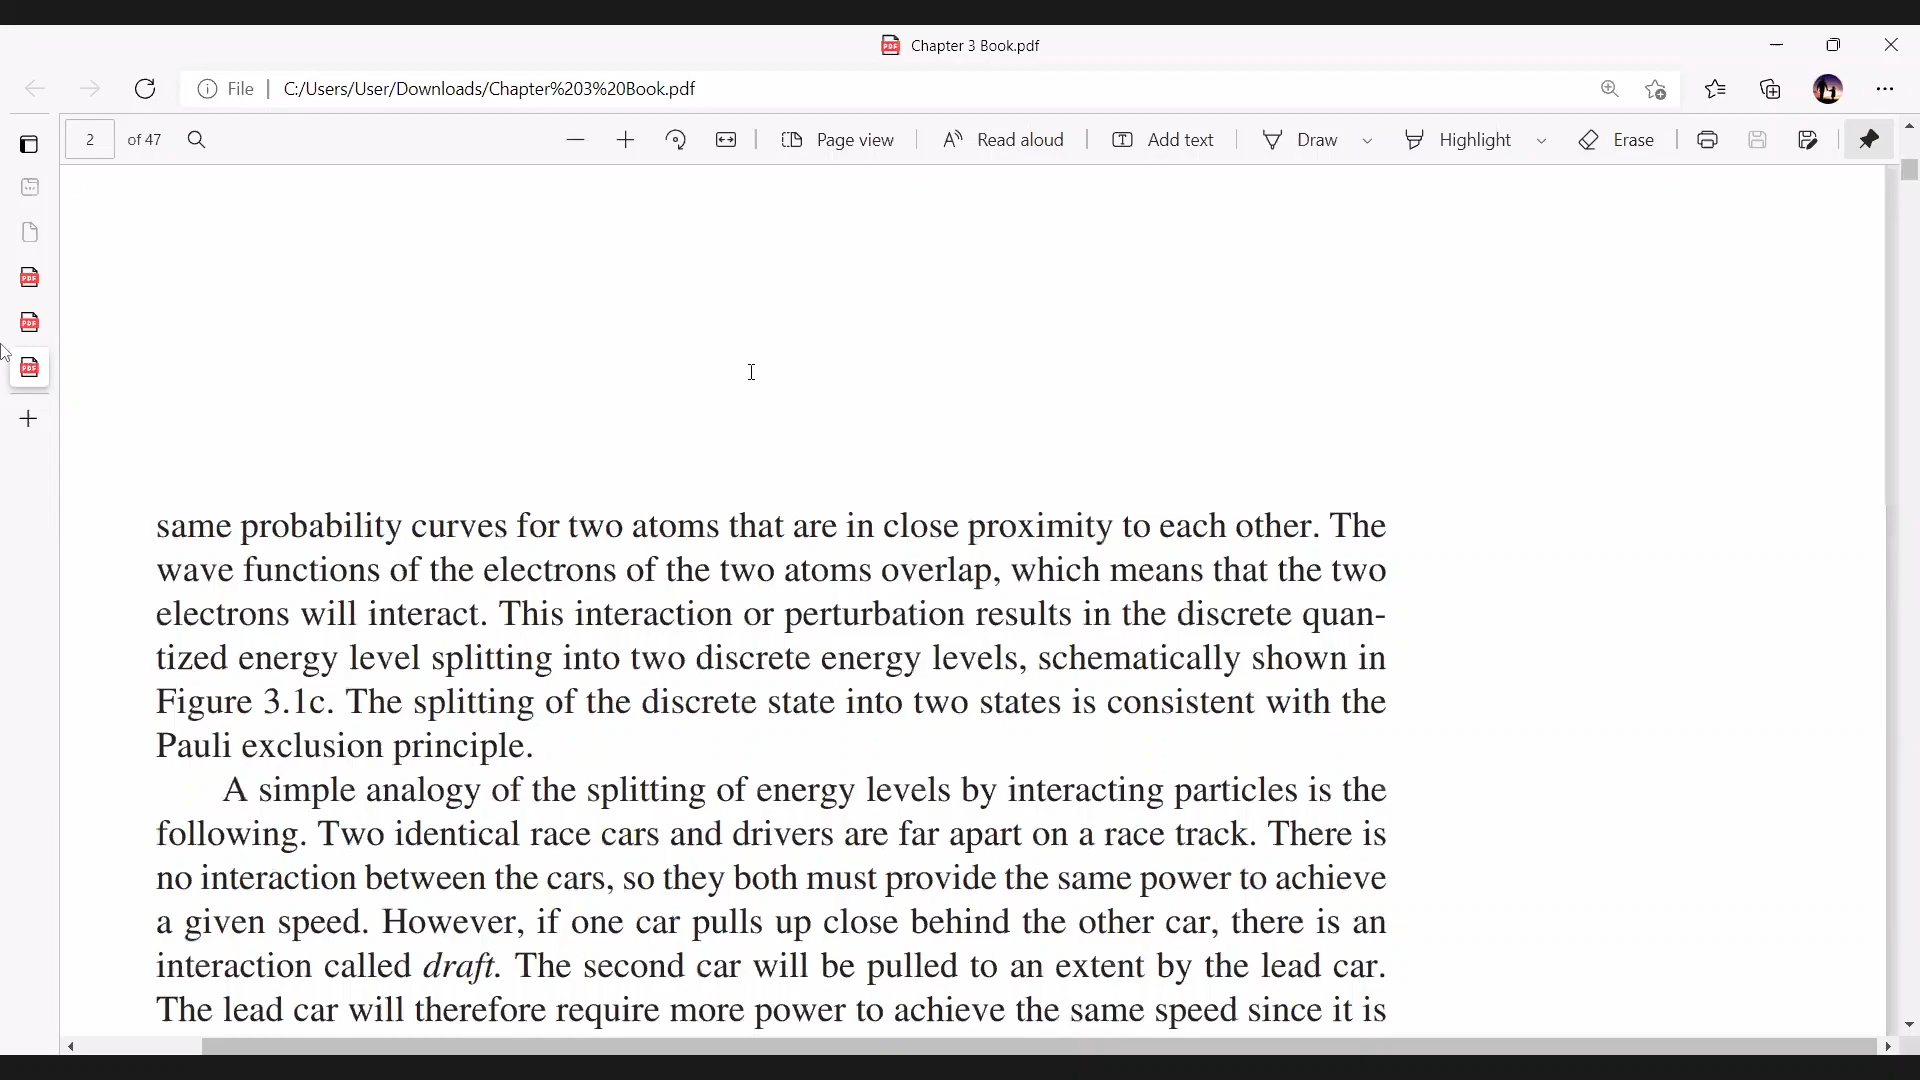 Chapter 3 Book.pdf
File | C:/Users/User/Downloads/Chapter%203%20Book.pdf
2 of 47 Page view Read aloud Add text Draw Highlight Erase
same probability curves for two atoms that are in close proximity to each other. The
wave functions of the electrons of the two atoms overlap, which means that the two
electrons will interact. This interaction or perturbation results in the discrete quan-
tized energy level splitting into two discrete energy levels, schematically shown in
Figure 3.1c. The splitting of the discrete state into two states is consistent with the
Pauli exclusion principle.
A simple analogy of the splitting of energy levels by interacting particles is the
following. Two identical race cars and drivers are far apart on a race track. There is
no interaction between the cars, so they both must provide the same power to achieve
a given speed. However, if one car pulls up close behind the other car, there is an
interaction called draft. The second car will be pulled to an extent by the lead car.
The lead car will therefore require more power to achieve the same speed since it is